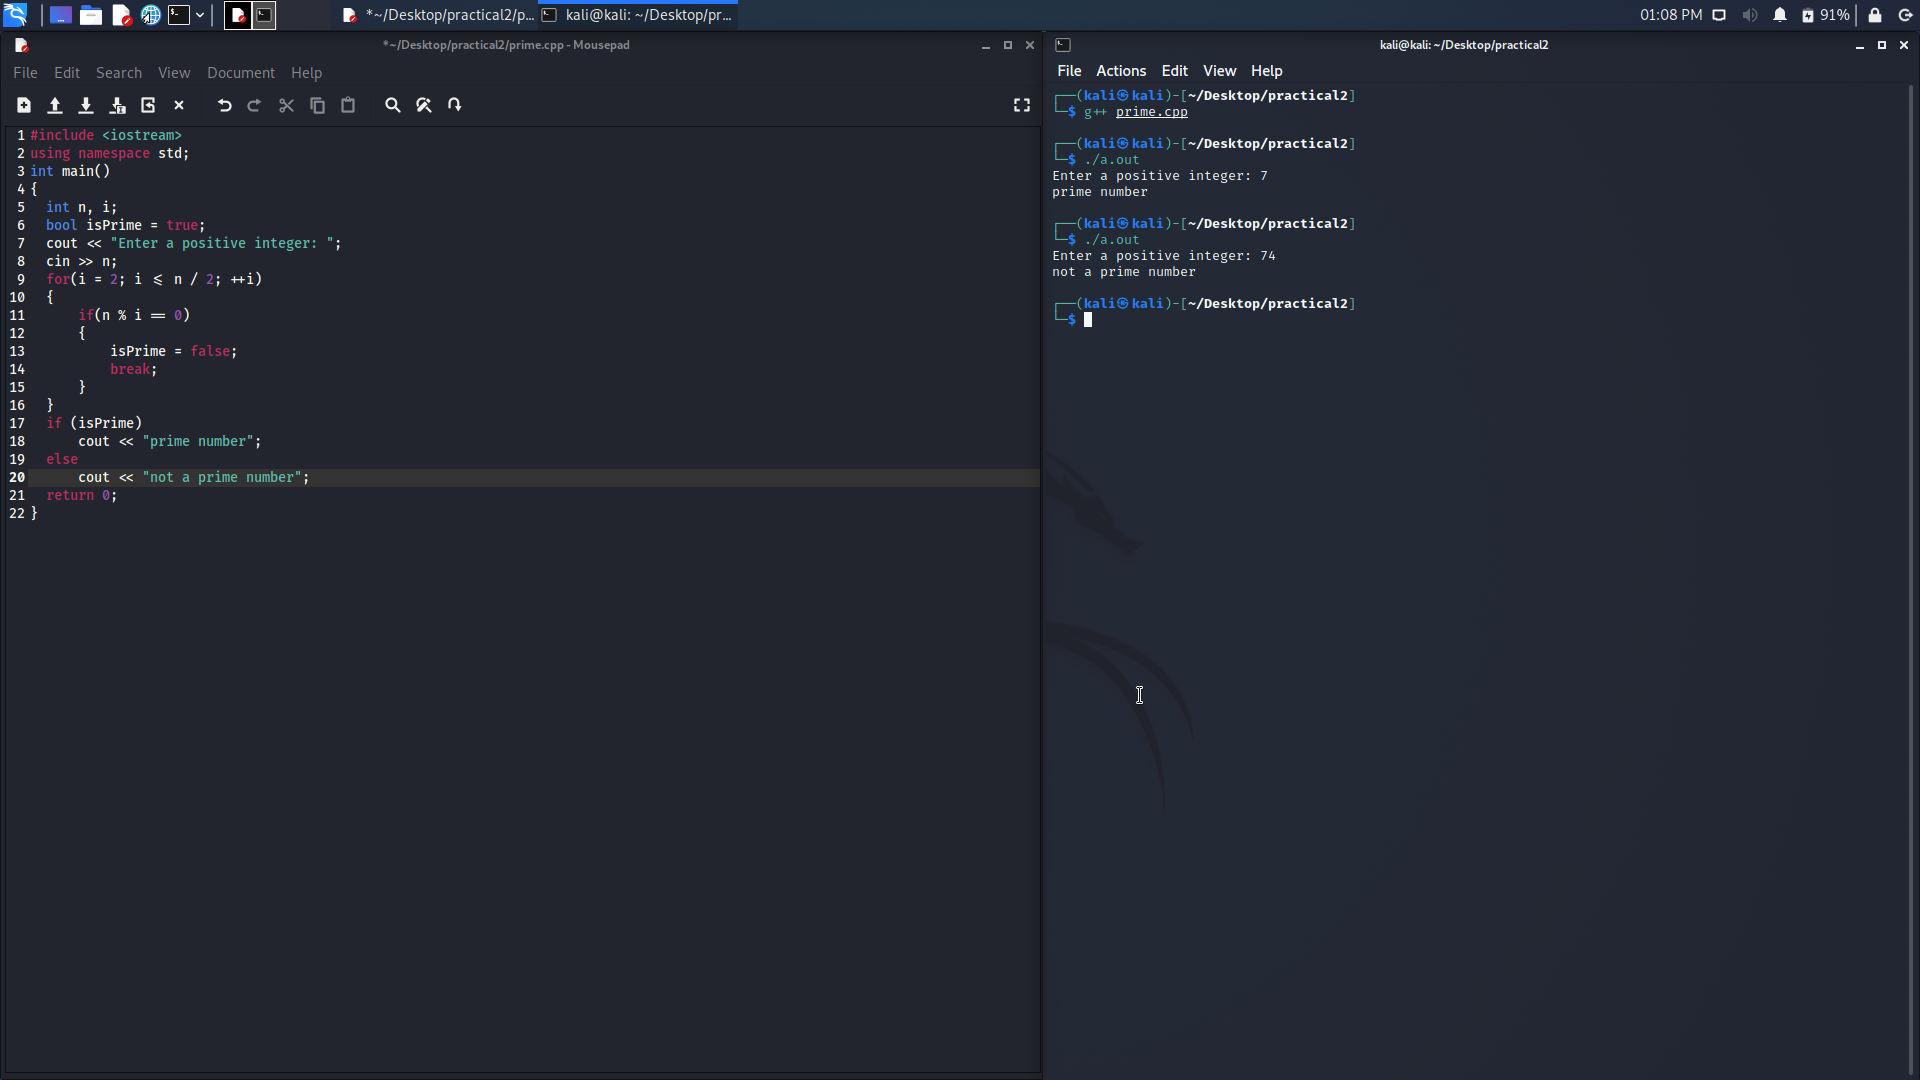 *~/Desktop/practical2/p...
kali@kali: ~/Desktop/pr...
01:08 PM
91%
*~/Desktop/practical2/prime.cpp - Mousepad
File Edit Search View Document Help
1 #include <iostream>
2 using namespace std;
3 int main()
4 {
5   int n, i;
6   bool isPrime = true;
7   cout << "Enter a positive integer: ";
8   cin >> n;
9   for(i = 2; i <= n / 2; ++i)
10   {
11       if(n % i == 0)
12       {
13           isPrime = false;
14           break;
15       }
16   }
17   if (isPrime)
18       cout << "prime number";
19   else
20       cout << "not a prime number";
21   return 0;
22 }
kali@kali: ~/Desktop/practical2
File Actions Edit View Help
┌──(kali㉿kali)-[~/Desktop/practical2]
└─$ g++ prime.cpp
┌──(kali㉿kali)-[~/Desktop/practical2]
└─$ ./a.out
Enter a positive integer: 7
prime number
┌──(kali㉿kali)-[~/Desktop/practical2]
└─$ ./a.out
Enter a positive integer: 74
not a prime number
┌──(kali㉿kali)-[~/Desktop/practical2]
└─$